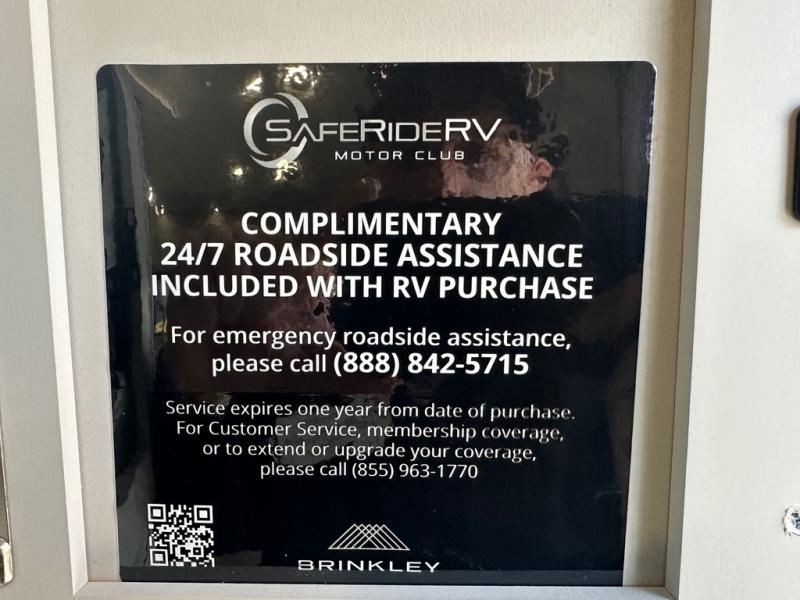 SAFERIDERV
MOTOR CLUB
COMPLIMENTARY
24/7 ROADSIDE ASSISTANCE
INCLUDED WITH RV PURCHASE
For emergency roadside assistance,
please call (888) 842-5715
Service expires one year from date of purchase.
For Customer Service, membership coverage,
or to extend or upgrade your coverage,
please call (855) 963-1770
BRINKLEY